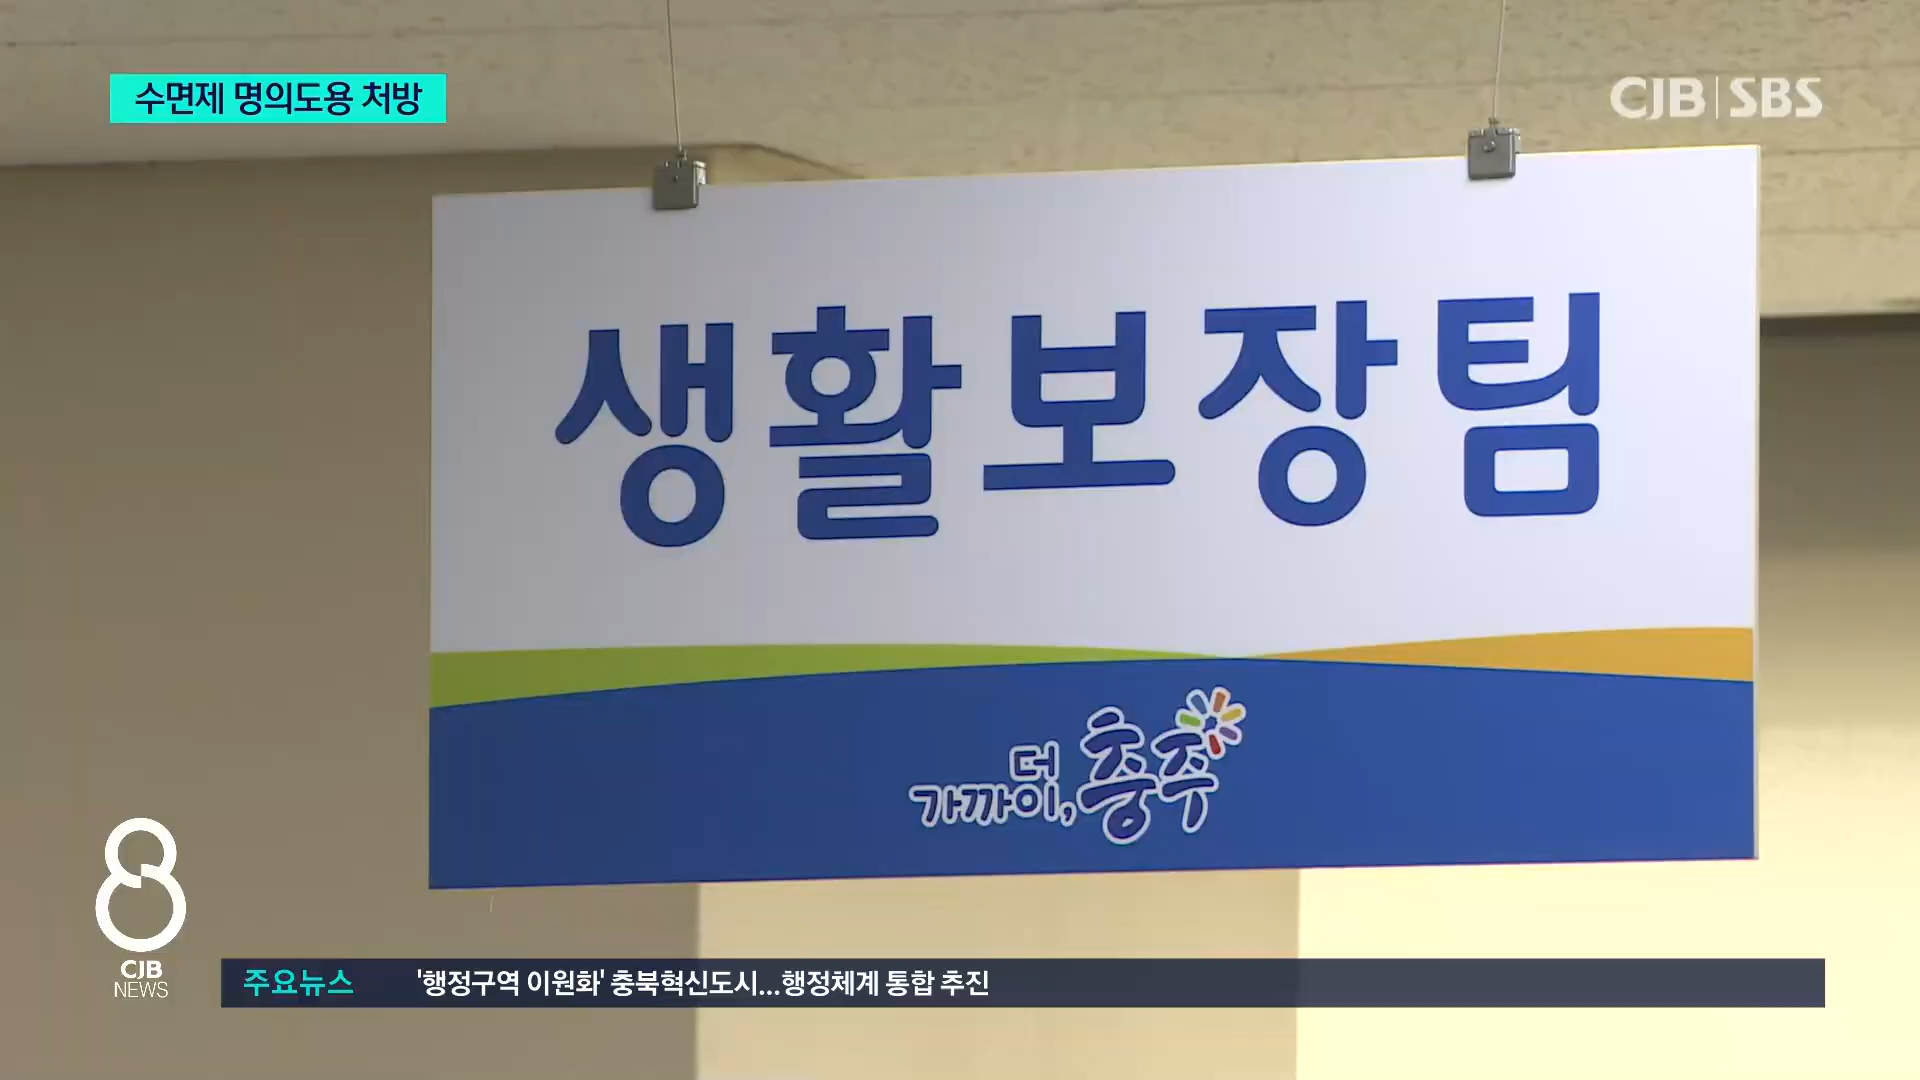 수면제 명의도용 처방
CJB SBS
생활보장팀
더
가까이, 충주
8
CJB
NEWS
주요뉴스 '행정구역 이원화' 충북혁신도시...행정체계 통합 추진